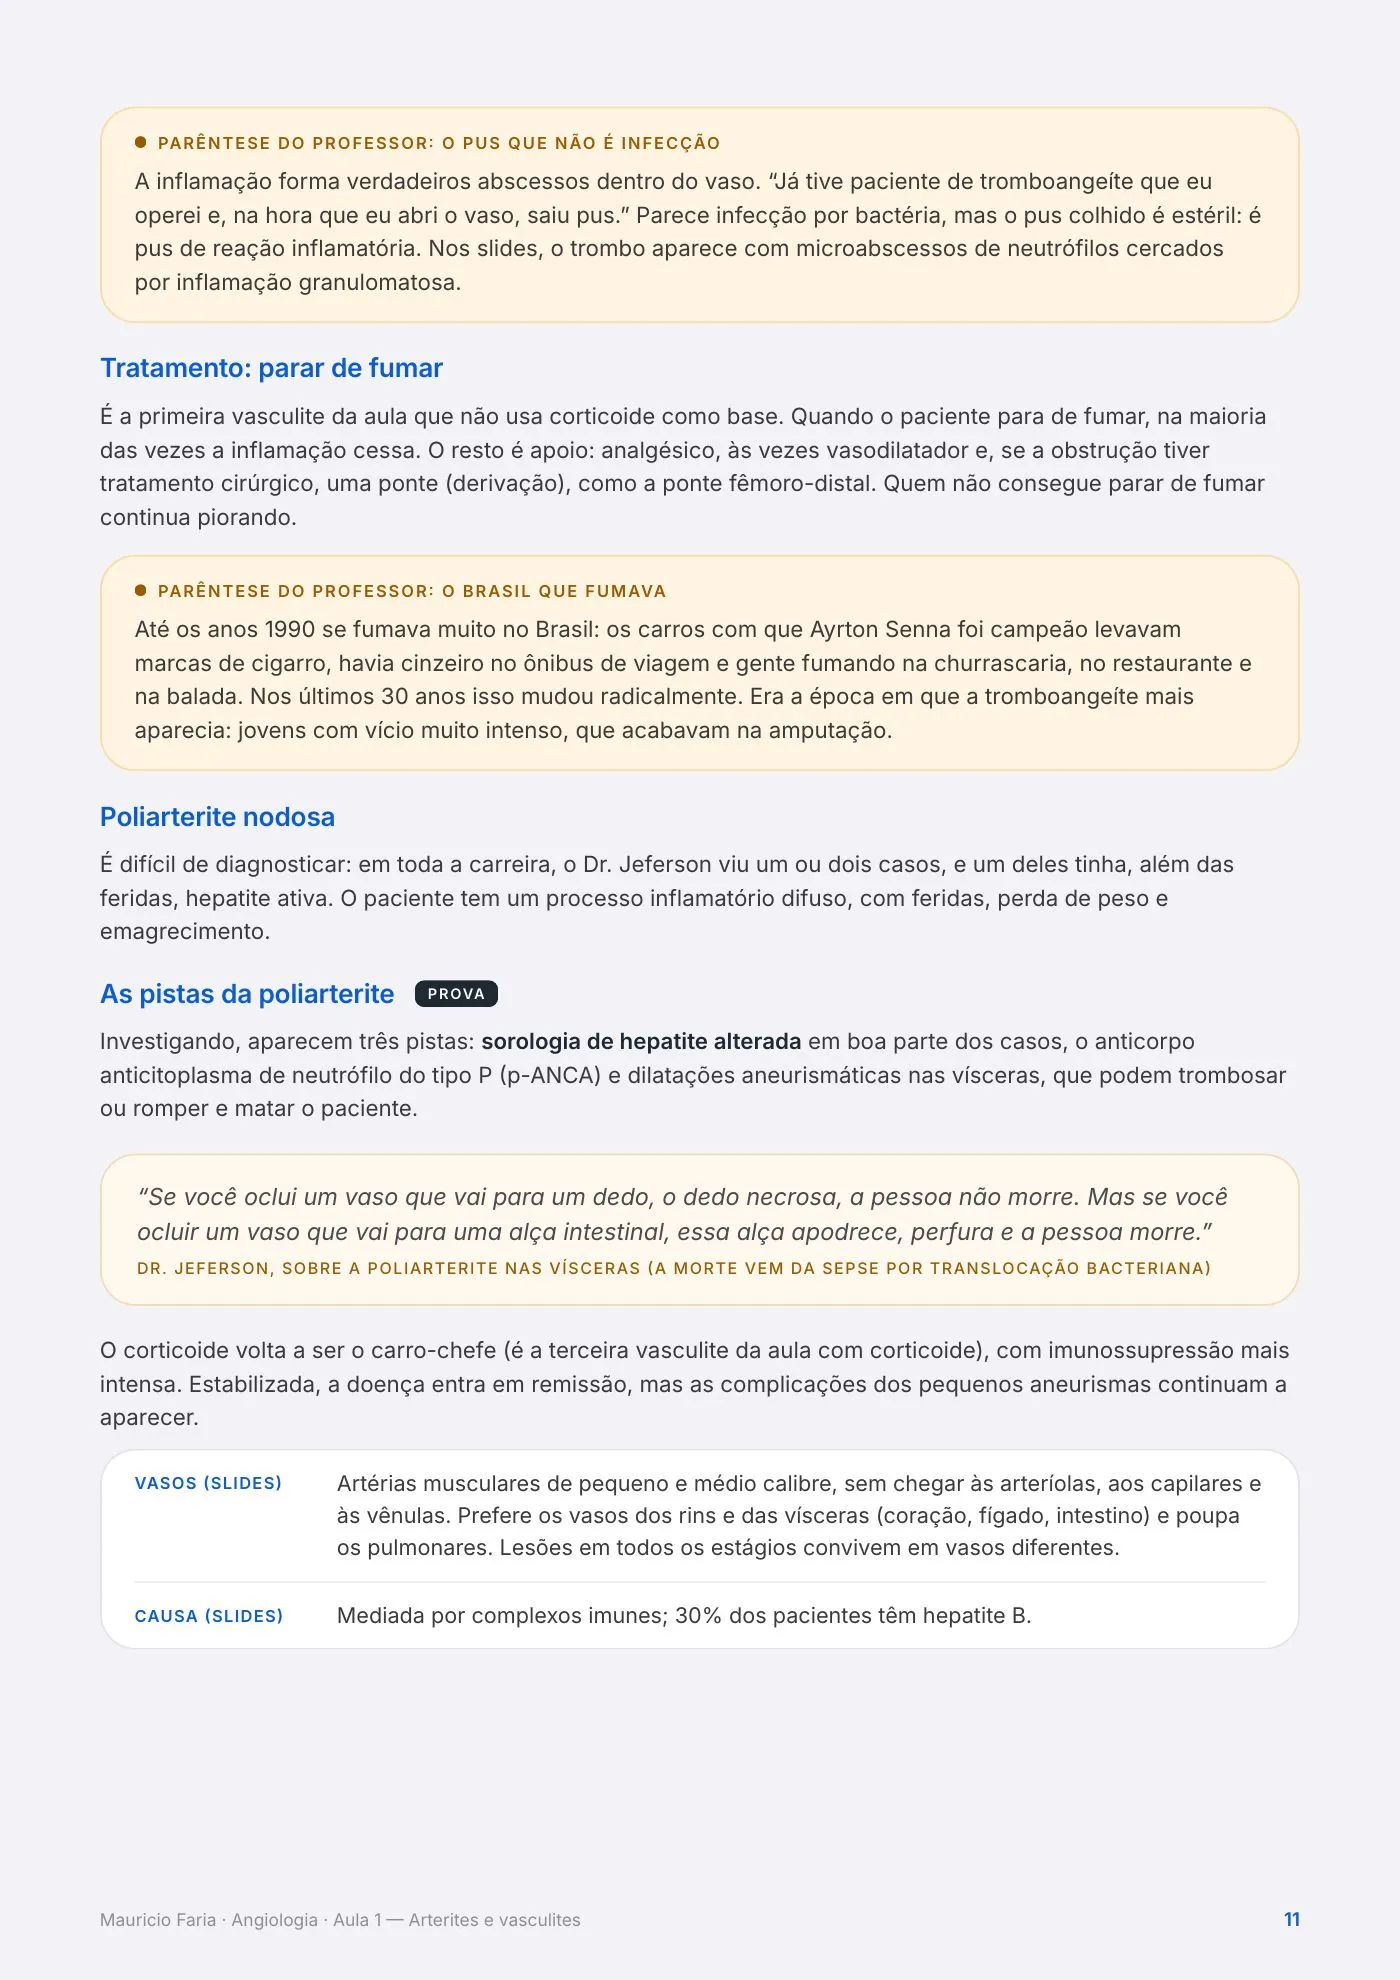 PARÊNTESE DO PROFESSOR: O PUS QUE NÃO É INFECÇÃO
A inflamação forma verdadeiros abscessos dentro do vaso. “Já tive paciente de tromboangeíte que eu
operei e, na hora que eu abri o vaso, saiu pus.” Parece infecção por bactéria, mas o pus colhido é estéril: é
pus de reação inflamatória. Nos slides, o trombo aparece com microabscessos de neutrófilos cercados
por inflamação granulomatosa.
Tratamento: parar de fumar
É a primeira vasculite da aula que não usa corticoide como base. Quando o paciente para de fumar, na maioria
das vezes a inflamação cessa. O resto é apoio: analgésico, às vezes vasodilatador e, se a obstrução tiver
tratamento cirúrgico, uma ponte (derivação), como a ponte fêmoro-distal. Quem não consegue parar de fumar
continua piorando.
PARÊNTESE DO PROFESSOR: O BRASIL QUE FUMAVA
Até os anos 1990 se fumava muito no Brasil: os carros com que Ayrton Senna foi campeão levavam
marcas de cigarro, havia cinzeiro no ônibus de viagem e gente fumando na churrascaria, no restaurante e
na balada. Nos últimos 30 anos isso mudou radicalmente. Era a época em que a tromboangeíte mais
aparecia: jovens com vício muito intenso, que acabavam na amputação.
Poliarterite nodosa
É difícil de diagnosticar: em toda a carreira, o Dr. Jeferson viu um ou dois casos, e um deles tinha, além das
feridas, hepatite ativa. O paciente tem um processo inflamatório difuso, com feridas, perda de peso e
emagrecimento.
As pistas da poliarterite PROVA
Investigando, aparecem três pistas: sorologia de hepatite alterada em boa parte dos casos, o anticorpo
anticitoplasma de neutrófilo do tipo P (p-ANCA) e dilatações aneurismáticas nas vísceras, que podem trombosar
ou romper e matar o paciente.
“Se você oclui um vaso que vai para um dedo, o dedo necrosa, a pessoa não morre. Mas se você
ocluir um vaso que vai para uma alça intestinal, essa alça apodrece, perfura e a pessoa morre.”
DR. JEFERSON, SOBRE A POLIARTERITE NAS VÍSCERAS (A MORTE VEM DA SEPSE POR TRANSLOCAÇÃO BACTERIANA)
O corticoide volta a ser o carro-chefe (é a terceira vasculite da aula com corticoide), com imunossupressão mais
intensa. Estabilizada, a doença entra em remissão, mas as complicações dos pequenos aneurismas continuam a
aparecer.
VASOS (SLIDES) Artérias musculares de pequeno e médio calibre, sem chegar às arteríolas, aos capilares e
às vênulas. Prefere os vasos dos rins e das vísceras (coração, fígado, intestino) e poupa
os pulmonares. Lesões em todos os estágios convivem em vasos diferentes.
CAUSA (SLIDES) Mediada por complexos imunes; 30% dos pacientes têm hepatite B.
Mauricio Faria · Angiologia · Aula 1 — Arterites e vasculites 11